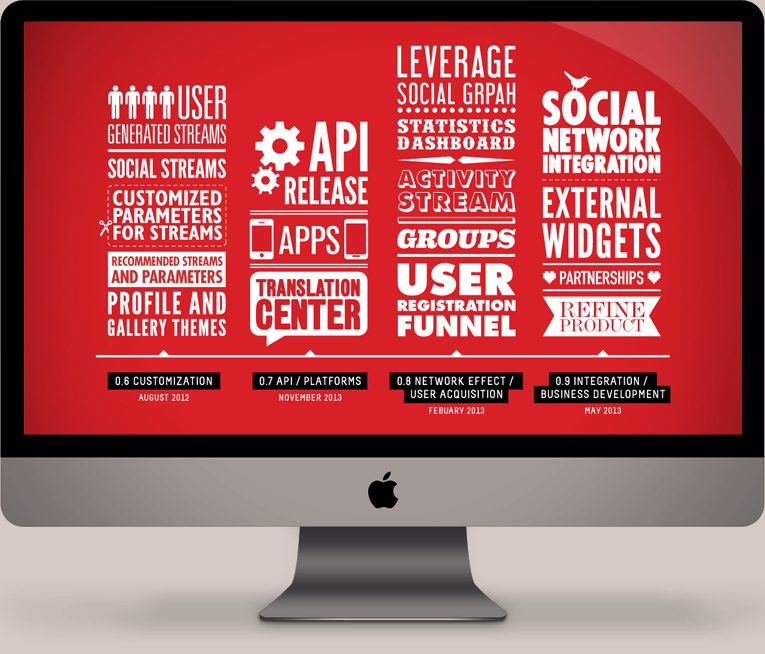 USER
GENERATED STREAMS
SOCIAL STREAMS
CUSTOMIZED
PARAMETERS
FOR STREAMS
RECOMMENDED STREAMS
AND PARAMETERS
PROFILE AND
GALLERY THEMES
0.6 CUSTOMIZATION
AUGUST 2012
API
RELEASE
APPS
TRANSLATION
CENTER
0.7 API / PLATFORMS
NOVEMBER 2013
LEVERAGE
SOCIAL GRPAH
STATISTICS
DASHBOARD
ACTIVITY
STREAM
GROUPS
USER
REGISTRATION
FUNNEL
0.8 NETWORK EFFECT /
USER ACQUISITION
FEBUARY 2013
SOCIAL
NETWORK
INTEGRATION
EXTERNAL
WIDGETS
PARTNERSHIPS
REFINE
PRODUCT
0.9 INTEGRATION /
BUSINESS DEVELOPMENT
MAY 2013